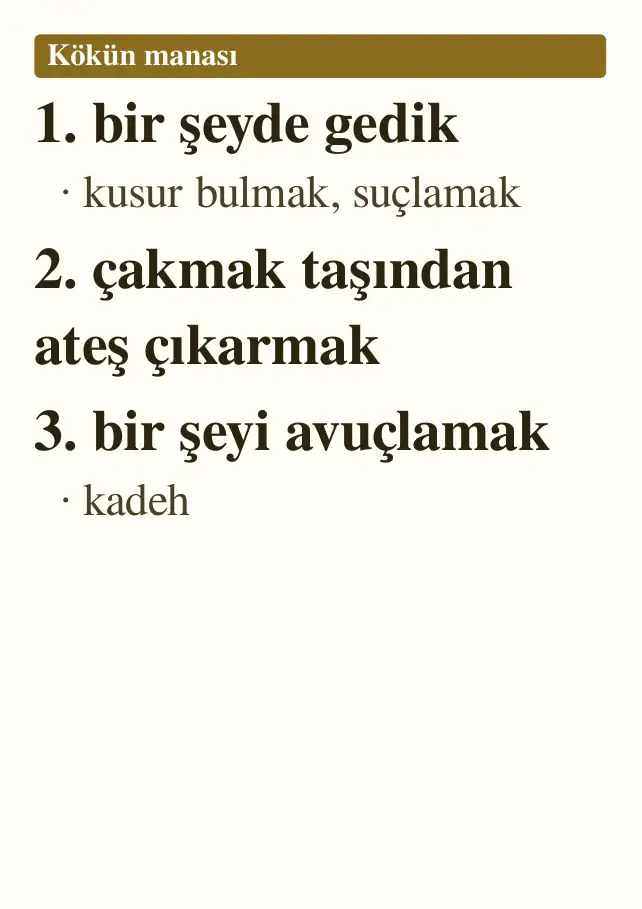 Kökün manası
1. bir şeyde gedik
· kusur bulmak, suçlamak
2. çakmak taşından
ateş çıkarmak
3. bir şeyi avuçlamak
· kadeh